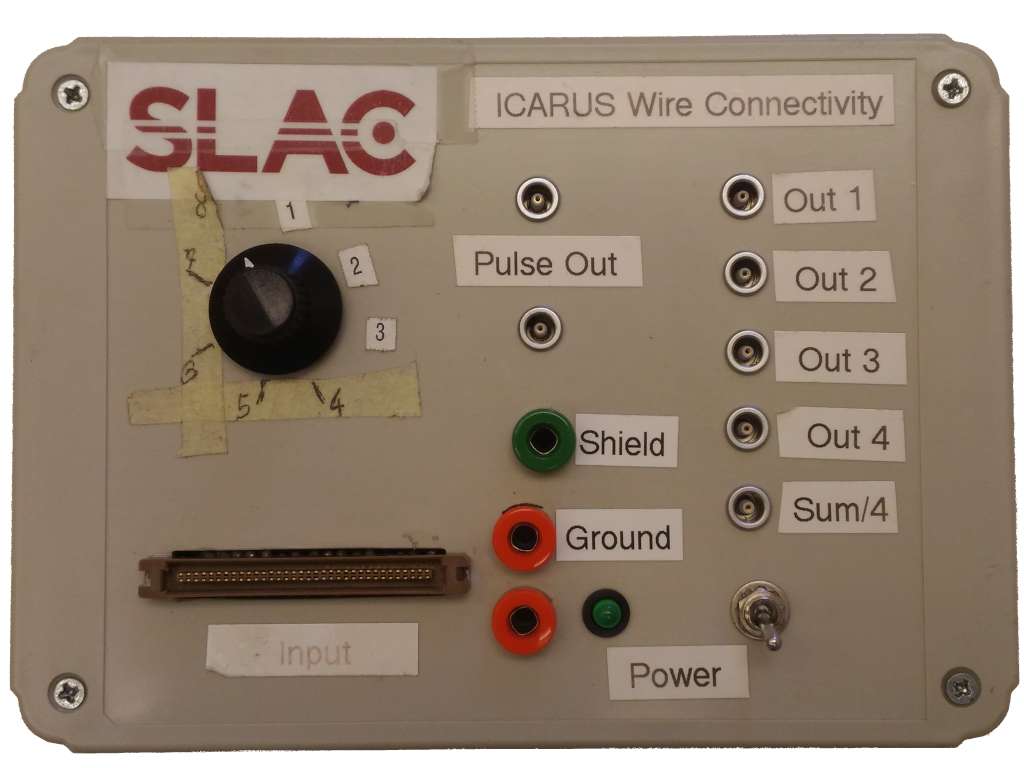 SLAC
ICARUS Wire Connectivity
1
2
3
4
5
6
7
8
Pulse Out
Out 1
Out 2
Out 3
Out 4
Sum/4
Shield
Ground
Power
Input